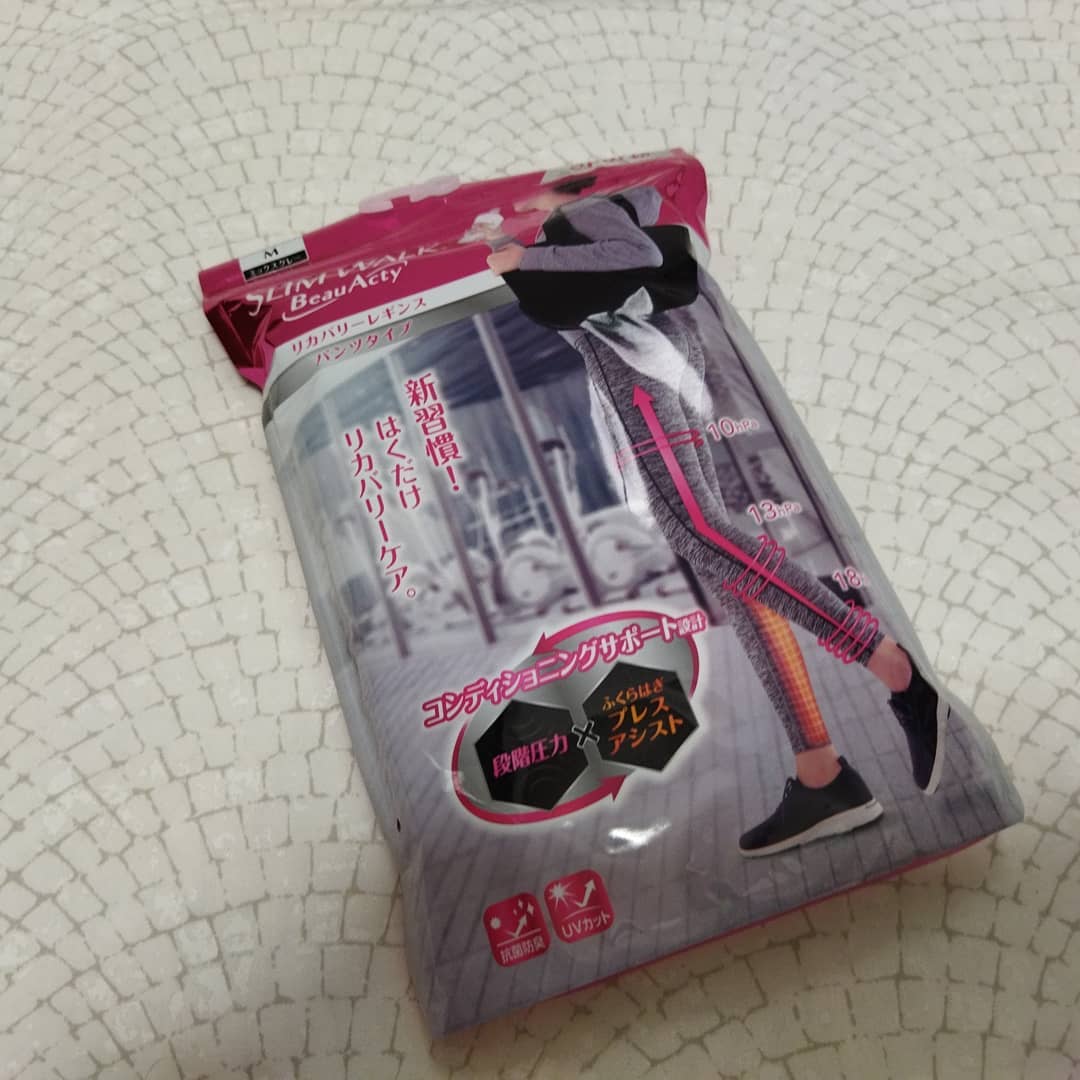 M
ミックスグレー
SLIM WALK
BeauActy
リカバリーレギンス
パンツタイプ
新習慣!
はくだけ
リカバリーケア。
10hPa
13hPa
18
コンディショニングサポート設計
段階圧力
×
ふくらはぎ
プレス
アシスト
抗菌防臭
UVカット